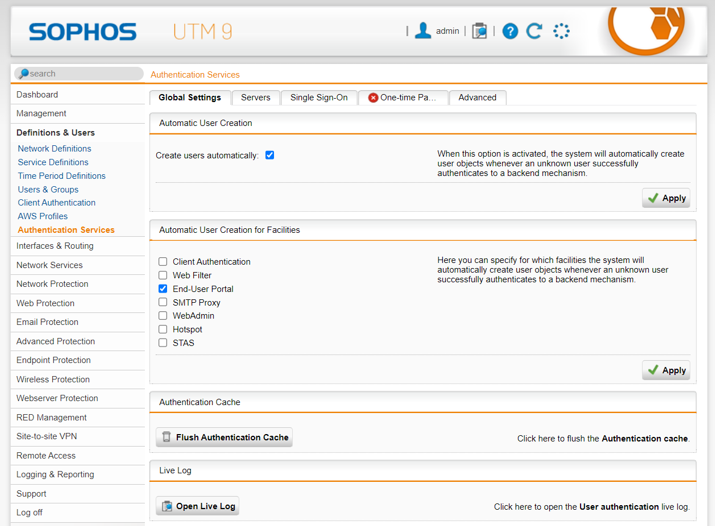 SOPHOS UTM 9
| admin | | ?
search
Authentication Services
Dashboard
Management
Definitions & Users
Network Definitions
Service Definitions
Time Period Definitions
Users & Groups
Client Authentication
AWS Profiles
Authentication Services
Interfaces & Routing
Network Services
Network Protection
Web Protection
Email Protection
Advanced Protection
Endpoint Protection
Wireless Protection
Webserver Protection
RED Management
Site-to-site VPN
Remote Access
Logging & Reporting
Support
Log off
Global Settings Servers Single Sign-On One-time Pa... Advanced
Automatic User Creation
Create users automatically:
When this option is activated, the system will automatically create
user objects whenever an unknown user successfully
authenticates to a backend mechanism.
Apply
Automatic User Creation for Facilities
Client Authentication
Web Filter
End-User Portal
SMTP Proxy
WebAdmin
Hotspot
STAS
Here you can specify for which facilities the system will
automatically create user objects whenever an unknown user
successfully authenticates to a backend mechanism.
Apply
Authentication Cache
Flush Authentication Cache
Click here to flush the Authentication cache.
Live Log
Open Live Log
Click here to open the User authentication live log.